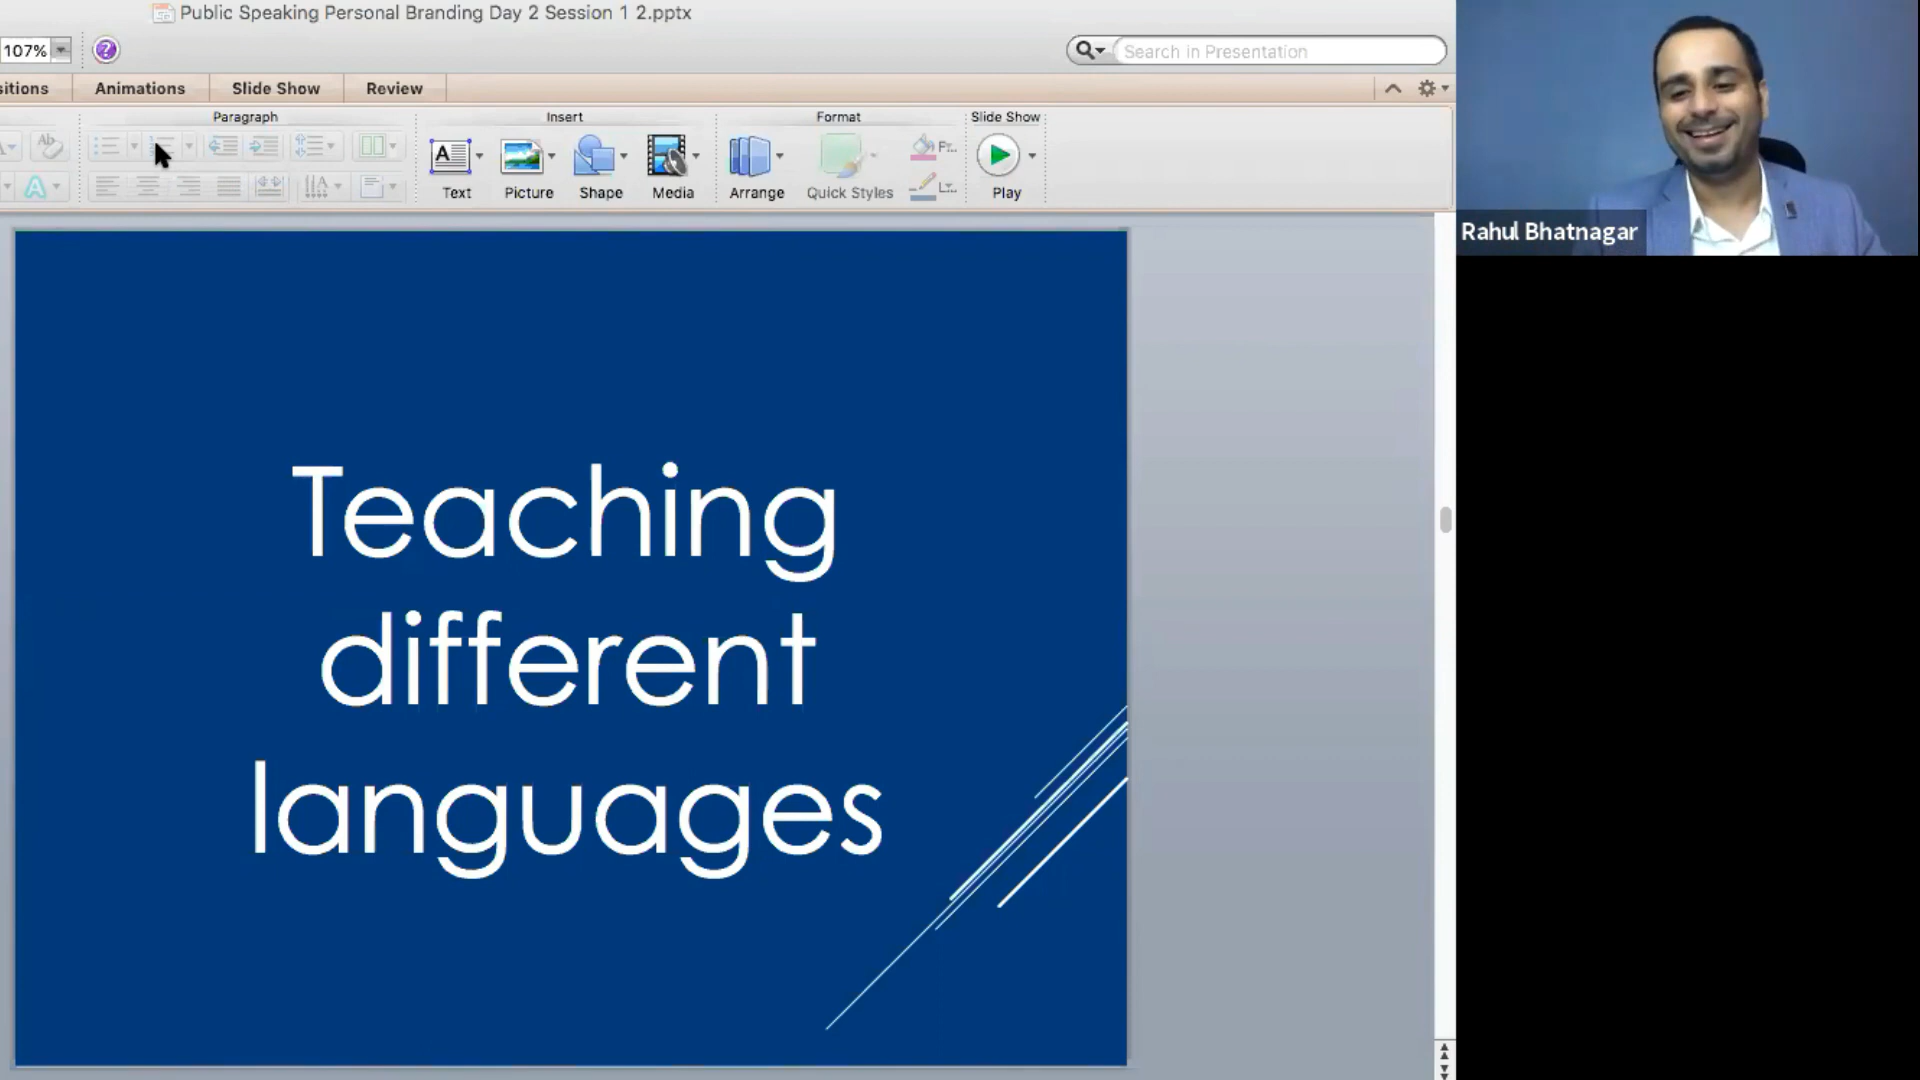 Public Speaking Personal Branding Day 2 Session 1 2.pptx
107%
?
Search in Presentation
sitions
Animations
Slide Show
Review
Paragraph
Insert
Format
Slide Show
Ab
A
A
Text
Picture
Shape
Media
Arrange
Quick Styles
Play
Rahul Bhatnagar
Teaching
different
languages